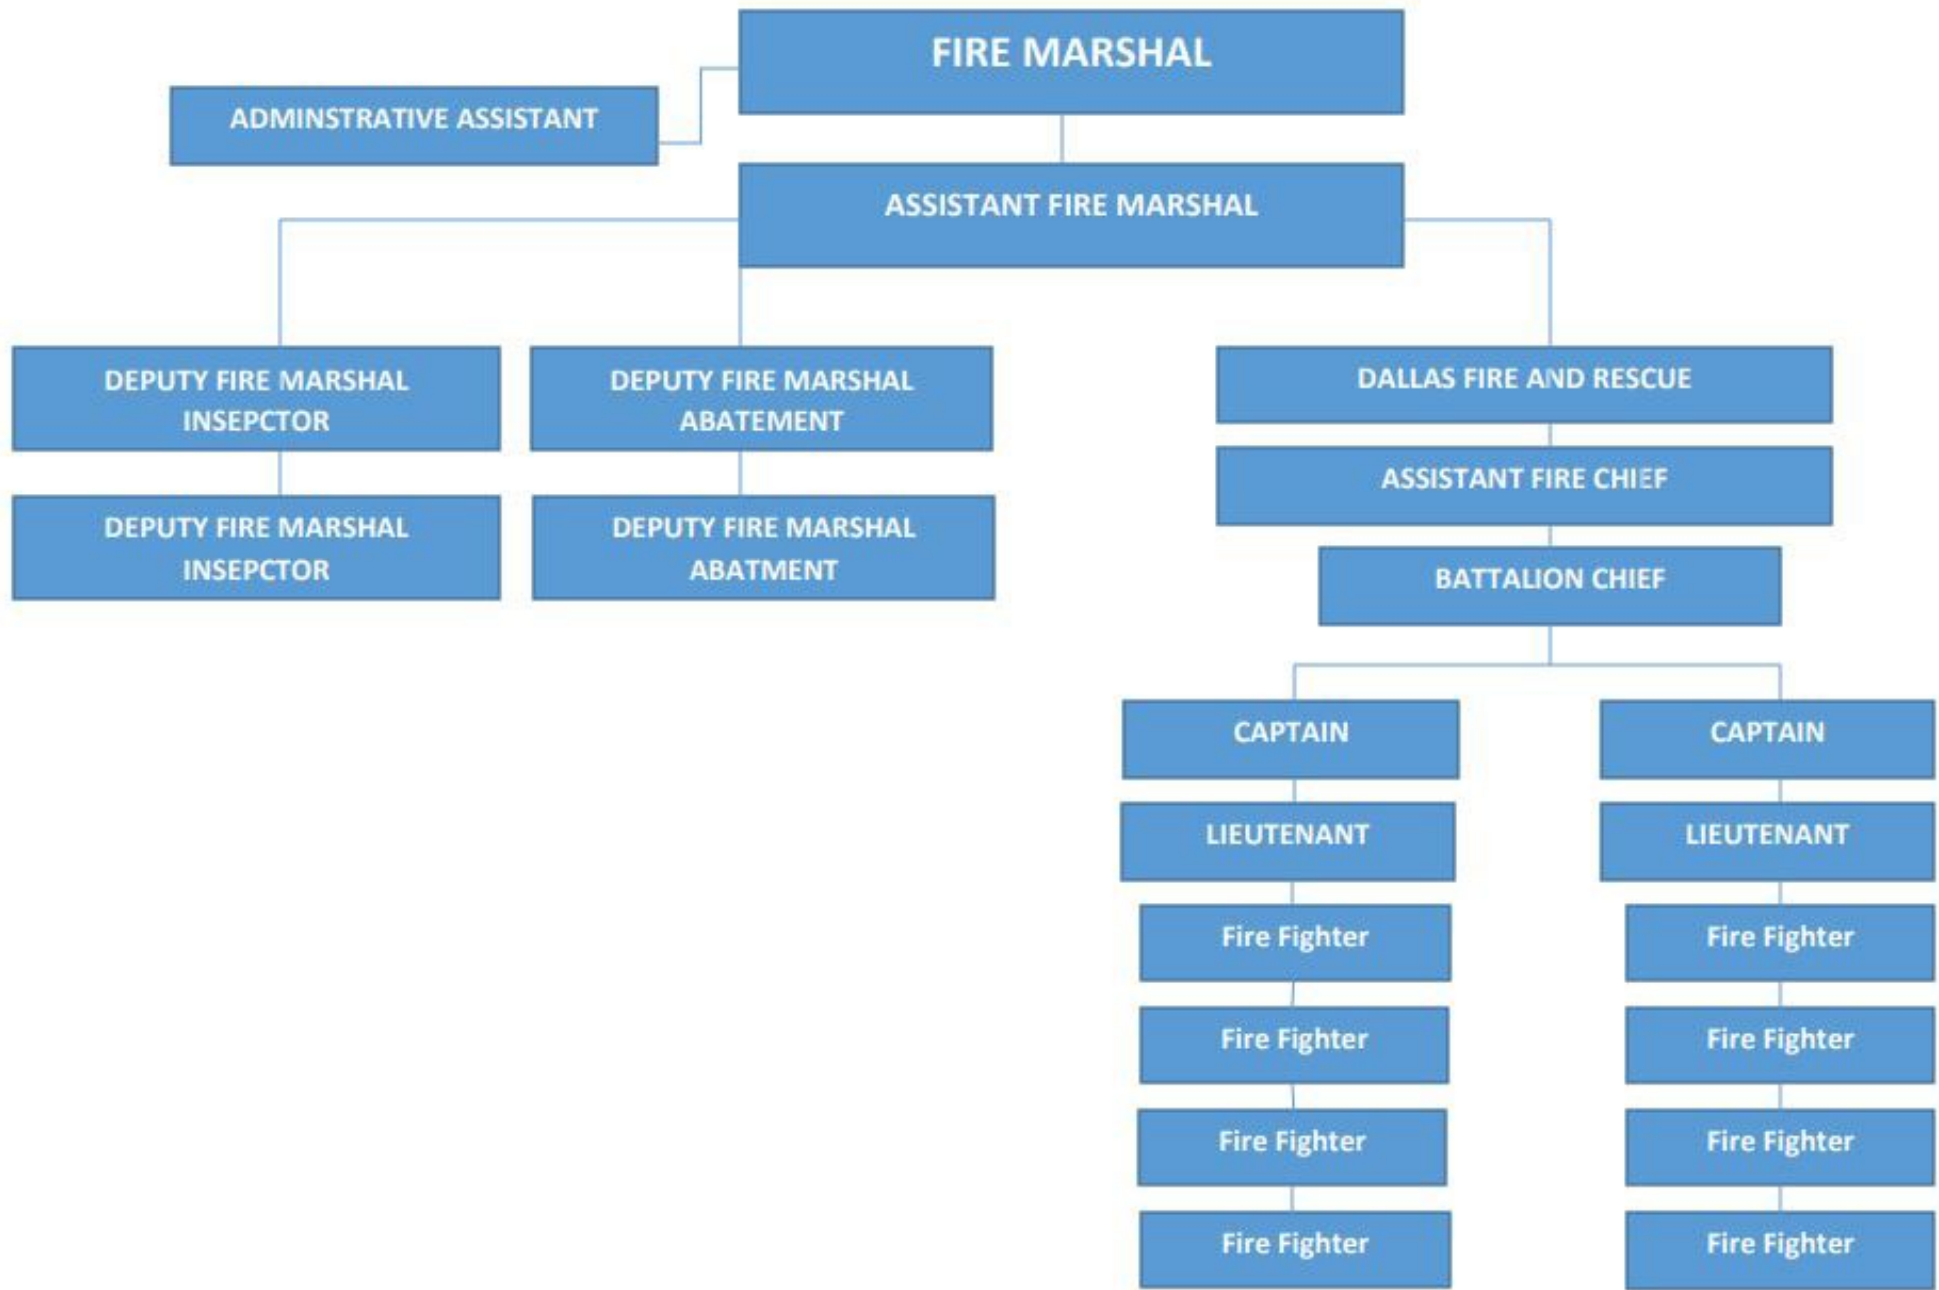 FIRE MARSHAL
ADMINSTRATIVE ASSISTANT
ASSISTANT FIRE MARSHAL
DEPUTY FIRE MARSHAL
INSEPCTOR
DEPUTY FIRE MARSHAL
ABATEMENT
DALLAS FIRE AND RESCUE
ASSISTANT FIRE CHIEF
DEPUTY FIRE MARSHAL
INSEPCTOR
DEPUTY FIRE MARSHAL
ABATMENT
BATTALION CHIEF
CAPTAIN
CAPTAIN
LIEUTENANT
LIEUTENANT
Fire Fighter
Fire Fighter
Fire Fighter
Fire Fighter
Fire Fighter
Fire Fighter
Fire Fighter
Fire Fighter